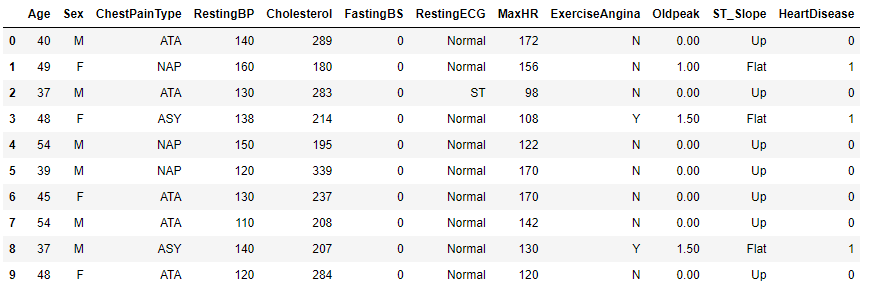 Age Sex ChestPainType RestingBP Cholesterol FastingBS RestingECG MaxHR ExerciseAngina Oldpeak ST_Slope HeartDisease
0 40 M ATA 140 289 0 Normal 172 N 0.00 Up 0
1 49 F NAP 160 180 0 Normal 156 N 1.00 Flat 1
2 37 M ATA 130 283 0 ST 98 N 0.00 Up 0
3 48 F ASY 138 214 0 Normal 108 Y 1.50 Flat 1
4 54 M NAP 150 195 0 Normal 122 N 0.00 Up 0
5 39 M NAP 120 339 0 Normal 170 N 0.00 Up 0
6 45 F ATA 130 237 0 Normal 170 N 0.00 Up 0
7 54 M ATA 110 208 0 Normal 142 N 0.00 Up 0
8 37 M ASY 140 207 0 Normal 130 Y 1.50 Flat 1
9 48 F ATA 120 284 0 Normal 120 N 0.00 Up 0